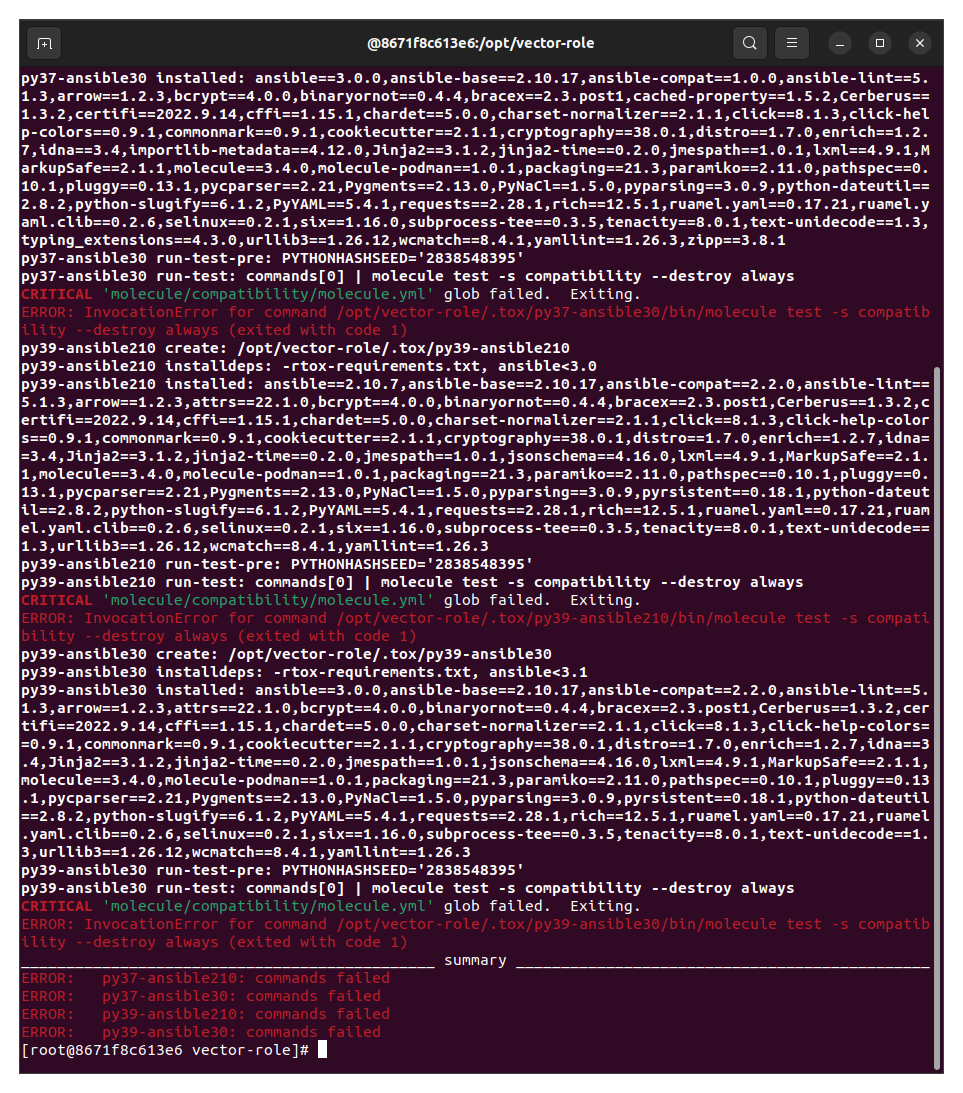 @8671f8c613e6:/opt/vector-role
py37-ansible30 installed: ansible==3.0.0,ansible-base==2.10.17,ansible-compat==1.0.0,ansible-lint==5.
1.3,arrow==1.2.3,bcrypt==4.0.0,binaryornot==0.4.4,bracex==2.3.post1,cached-property==1.5.2,Cerberus==
1.3.2,certifi==2022.9.14,cffi==1.15.1,chardet==5.0.0,charset-normalizer==2.1.1,click==8.1.3,click-hel
p-colors==0.9.1,commonmark==0.9.1,cookiecutter==2.1.1,cryptography==38.0.1,distro==1.7.0,enrich==1.2.
7,idna==3.4,importlib-metadata==4.12.0,Jinja2==3.1.2,jinja2-time==0.2.0,jmespath==1.0.1,lxml==4.9.1,M
arkupSafe==2.1.1,molecule==3.4.0,molecule-podman==1.0.1,packaging==21.3,paramiko==2.11.0,pathspec==0.
10.1,pluggy==0.13.1,pycparser==2.21,Pygments==2.13.0,PyNaCl==1.5.0,pyparsing==3.0.9,python-dateutil==
2.8.2,python-slugify==6.1.2,PyYAML==5.4.1,requests==2.28.1,rich==12.5.1,ruamel.yaml==0.17.21,ruamel.y
aml.clib==0.2.6,selinux==0.2.1,six==1.16.0,subprocess-tee==0.3.5,tenacity==8.0.1,text-unidecode==1.3,
typing_extensions==4.3.0,urllib3==1.26.12,wcmatch==8.4.1,yamllint==1.26.3,zipp==3.8.1
py37-ansible30 run-test-pre: PYTHONHASHSEED='2838548395'
py37-ansible30 run-test: commands[0] | molecule test -s compatibility --destroy always
CRITICAL 'molecule/compatibility/molecule.yml' glob failed.  Exiting.
ERROR: InvocationError for command /opt/vector-role/.tox/py37-ansible30/bin/molecule test -s compatib
ility --destroy always (exited with code 1)
py39-ansible210 create: /opt/vector-role/.tox/py39-ansible210
py39-ansible210 installdeps: -rtox-requirements.txt, ansible<3.0
py39-ansible210 installed: ansible==2.10.7,ansible-base==2.10.17,ansible-compat==2.2.0,ansible-lint==
5.1.3,arrow==1.2.3,attrs==22.1.0,bcrypt==4.0.0,binaryornot==0.4.4,bracex==2.3.post1,Cerberus==1.3.2,c
ertifi==2022.9.14,cffi==1.15.1,chardet==5.0.0,charset-normalizer==2.1.1,click==8.1.3,click-help-color
s==0.9.1,commonmark==0.9.1,cookiecutter==2.1.1,cryptography==38.0.1,distro==1.7.0,enrich==1.2.7,idna=
=3.4,Jinja2==3.1.2,jinja2-time==0.2.0,jmespath==1.0.1,jsonschema==4.16.0,lxml==4.9.1,MarkupSafe==2.1.
1,molecule==3.4.0,molecule-podman==1.0.1,packaging==21.3,paramiko==2.11.0,pathspec==0.10.1,pluggy==0.
13.1,pycparser==2.21,Pygments==2.13.0,PyNaCl==1.5.0,pyparsing==3.0.9,pyrsistent==0.18.1,python-dateut
il==2.8.2,python-slugify==6.1.2,PyYAML==5.4.1,requests==2.28.1,rich==12.5.1,ruamel.yaml==0.17.21,ruam
el.yaml.clib==0.2.6,selinux==0.2.1,six==1.16.0,subprocess-tee==0.3.5,tenacity==8.0.1,text-unidecode==
1.3,urllib3==1.26.12,wcmatch==8.4.1,yamllint==1.26.3
py39-ansible210 run-test-pre: PYTHONHASHSEED='2838548395'
py39-ansible210 run-test: commands[0] | molecule test -s compatibility --destroy always
CRITICAL 'molecule/compatibility/molecule.yml' glob failed.  Exiting.
ERROR: InvocationError for command /opt/vector-role/.tox/py39-ansible210/bin/molecule test -s compati
bility --destroy always (exited with code 1)
py39-ansible30 create: /opt/vector-role/.tox/py39-ansible30
py39-ansible30 installdeps: -rtox-requirements.txt, ansible<3.1
py39-ansible30 installed: ansible==3.0.0,ansible-base==2.10.17,ansible-compat==2.2.0,ansible-lint==5.
1.3,arrow==1.2.3,attrs==22.1.0,bcrypt==4.0.0,binaryornot==0.4.4,bracex==2.3.post1,Cerberus==1.3.2,cer
tifi==2022.9.14,cffi==1.15.1,chardet==5.0.0,charset-normalizer==2.1.1,click==8.1.3,click-help-colors=
=0.9.1,commonmark==0.9.1,cookiecutter==2.1.1,cryptography==38.0.1,distro==1.7.0,enrich==1.2.7,idna==3
.4,Jinja2==3.1.2,jinja2-time==0.2.0,jmespath==1.0.1,jsonschema==4.16.0,lxml==4.9.1,MarkupSafe==2.1.1,
molecule==3.4.0,molecule-podman==1.0.1,packaging==21.3,paramiko==2.11.0,pathspec==0.10.1,pluggy==0.13
.1,pycparser==2.21,Pygments==2.13.0,PyNaCl==1.5.0,pyparsing==3.0.9,pyrsistent==0.18.1,python-dateutil
==2.8.2,python-slugify==6.1.2,PyYAML==5.4.1,requests==2.28.1,rich==12.5.1,ruamel.yaml==0.17.21,ruamel
.yaml.clib==0.2.6,selinux==0.2.1,six==1.16.0,subprocess-tee==0.3.5,tenacity==8.0.1,text-unidecode==1.
3,urllib3==1.26.12,wcmatch==8.4.1,yamllint==1.26.3
py39-ansible30 run-test-pre: PYTHONHASHSEED='2838548395'
py39-ansible30 run-test: commands[0] | molecule test -s compatibility --destroy always
CRITICAL 'molecule/compatibility/molecule.yml' glob failed.  Exiting.
ERROR: InvocationError for command /opt/vector-role/.tox/py39-ansible30/bin/molecule test -s compatib
ility --destroy always (exited with code 1)
______________________________________________ summary ______________________________________________
ERROR:   py37-ansible210: commands failed
ERROR:   py37-ansible30: commands failed
ERROR:   py39-ansible210: commands failed
ERROR:   py39-ansible30: commands failed
[root@8671f8c613e6 vector-role]#